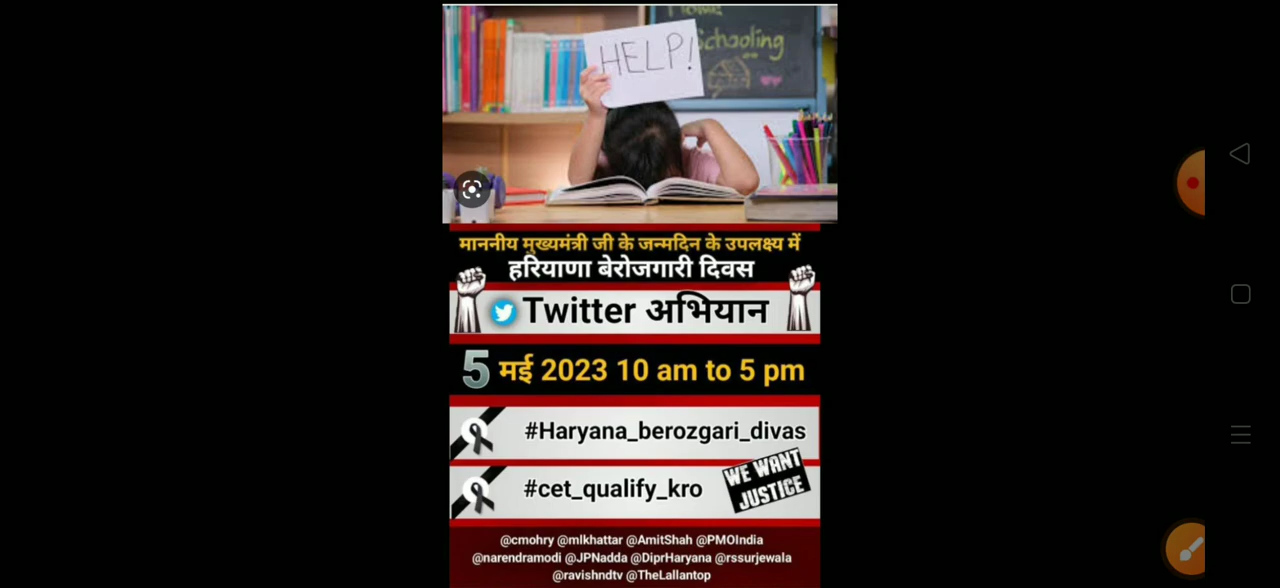 HELP!
Home
Schooling
माननीय मुख्यमंत्री जी के जन्मदिन के उपलक्ष्य में
हरियाणा बेरोजगारी दिवस
Twitter अभियान
5 मई 2023 10 am to 5 pm
#Haryana_berozgari_divas
#cet_qualify_kro
WE WANT
JUSTICE
@cmohry @mlkhattar @AmitShah @PMOIndia
@narendramodi @JPNadda @DiprHaryana @rssurjewala
@ravishndtv @TheLallantop